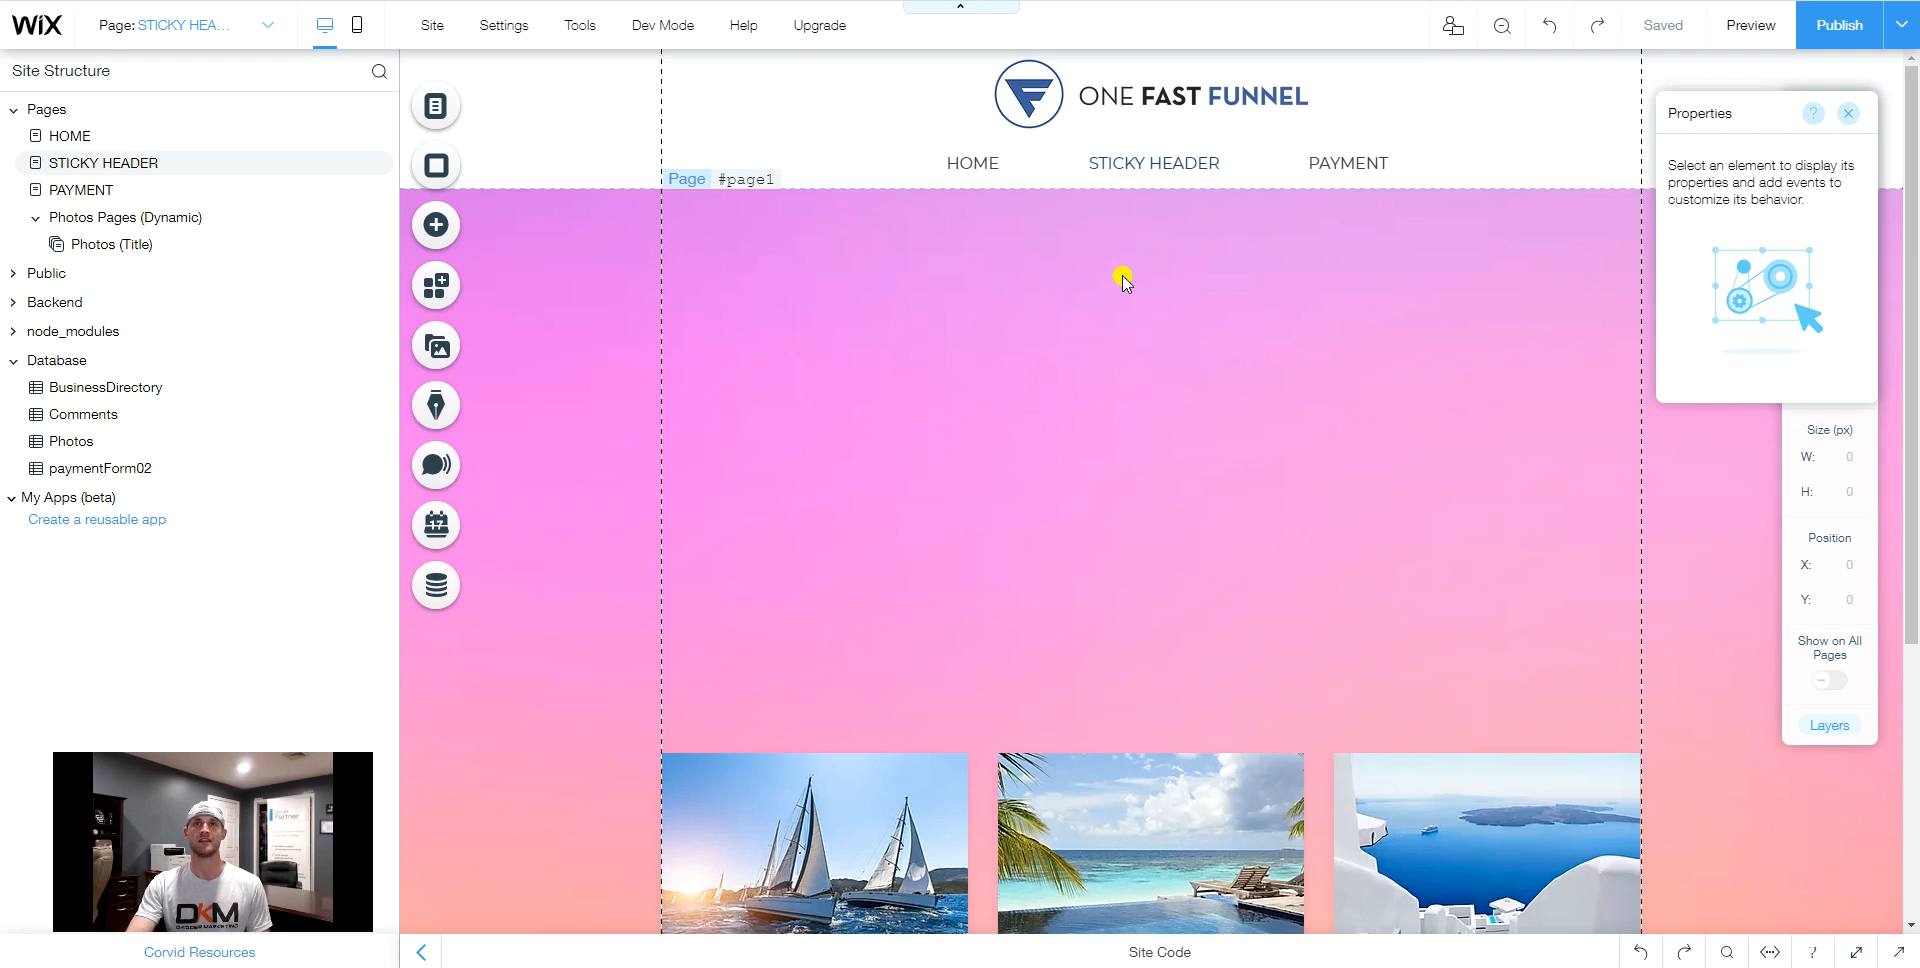 WiX
Page: STICKY HEA...
Site
Settings
Tools
Dev Mode
Help
Upgrade
Saved
Preview
Publish
Site Structure
Pages
HOME
STICKY HEADER
PAYMENT
Photos Pages (Dynamic)
Photos (Title)
Public
Backend
node_modules
Database
BusinessDirectory
Comments
Photos
paymentForm02
My Apps (beta)
Create a reusable app
Corvid Resources
ONE FAST FUNNEL
HOME
STICKY HEADER
PAYMENT
Page #page1
17
Properties
?
Select an element to display its
properties and add events to
customize its behavior.
Size (px)
W: 0
H: 0
Position
X: 0
Y: 0
Show on All
Pages
Layers
Partner
DKM
Site Code
?